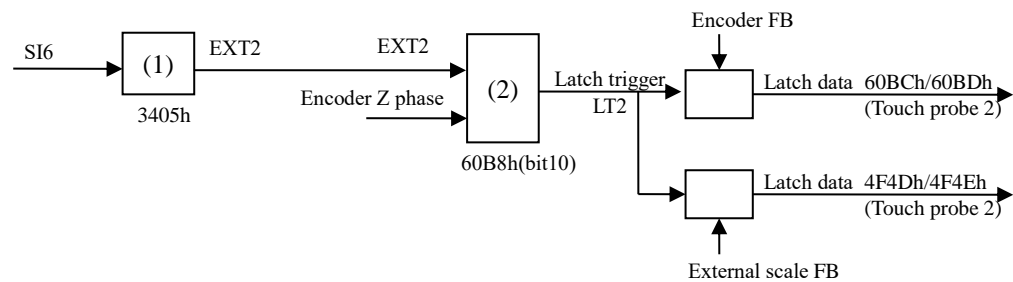 Encoder FB
SI6
(1)
EXT2
EXT2
(2)
Latch trigger
LT2
Latch data 60BCh/60BDh
(Touch probe 2)
Encoder Z phase
3405h
60B8h(bit10)
Latch data 4F4Dh/4F4Eh
(Touch probe 2)
External scale FB